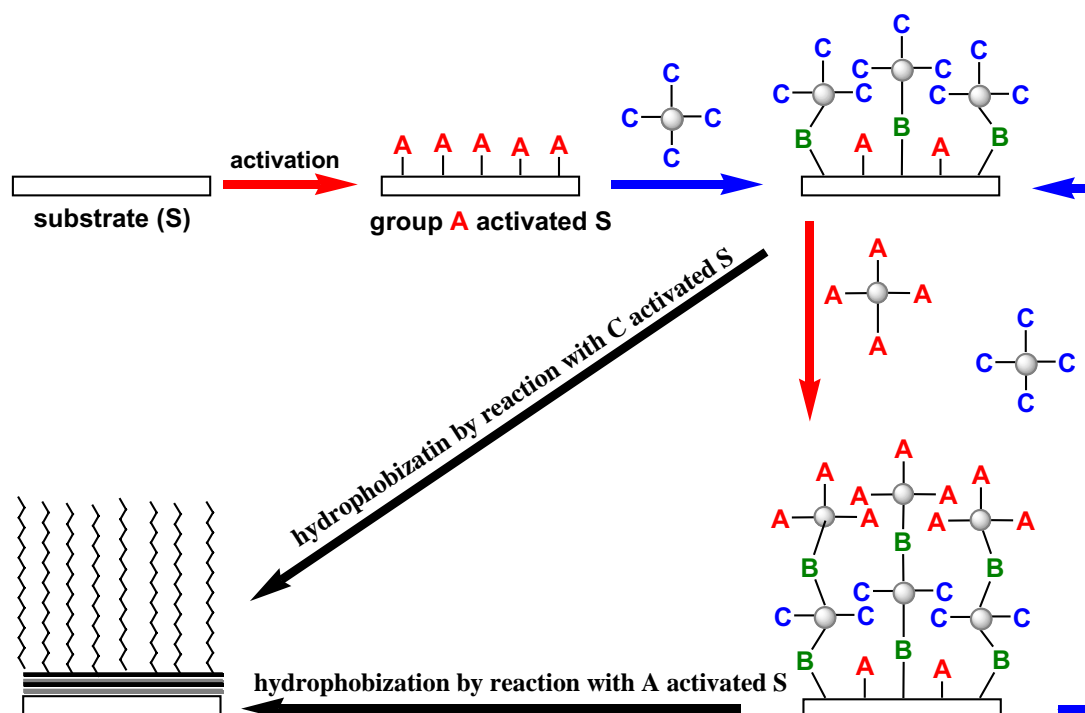 C
C C
C
C C
C
C C
C
C C
C
B B B
A A
A A A A A
activation
substrate (S)
group A activated S
A
A A
A
C
C C
C
hydrophobizatin by reaction with C activated S
A
A A
A
A A
A
A A
B B B
C C
C C
C C
B B B
A A
hydrophobization by reaction with A activated S